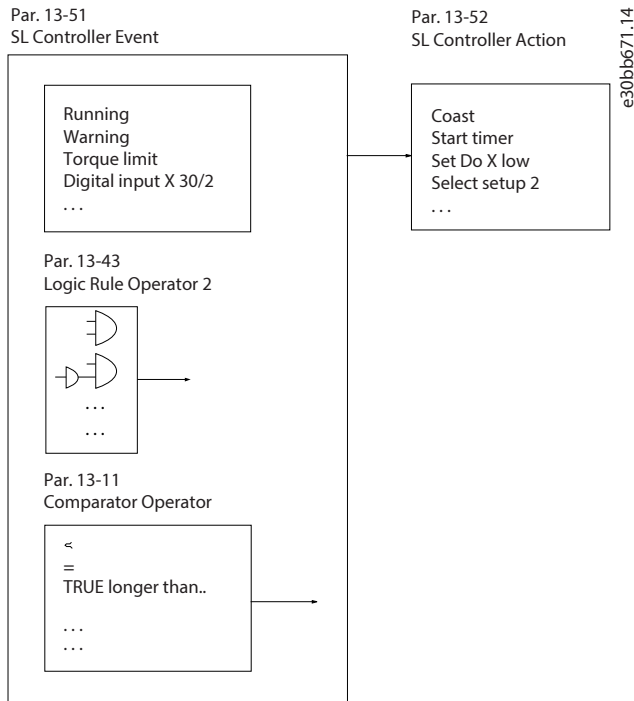 Par. 13-51
SL Controller Event
Par. 13-52
SL Controller Action
e30bb671.14
Running
Warning
Torque limit
Digital input X 30/2
. . .
Coast
Start timer
Set Do X low
Select setup 2
. . .
Par. 13-43
Logic Rule Operator 2
. . .
. . .
Par. 13-11
Comparator Operator
=
TRUE longer than..
. . .
. . .